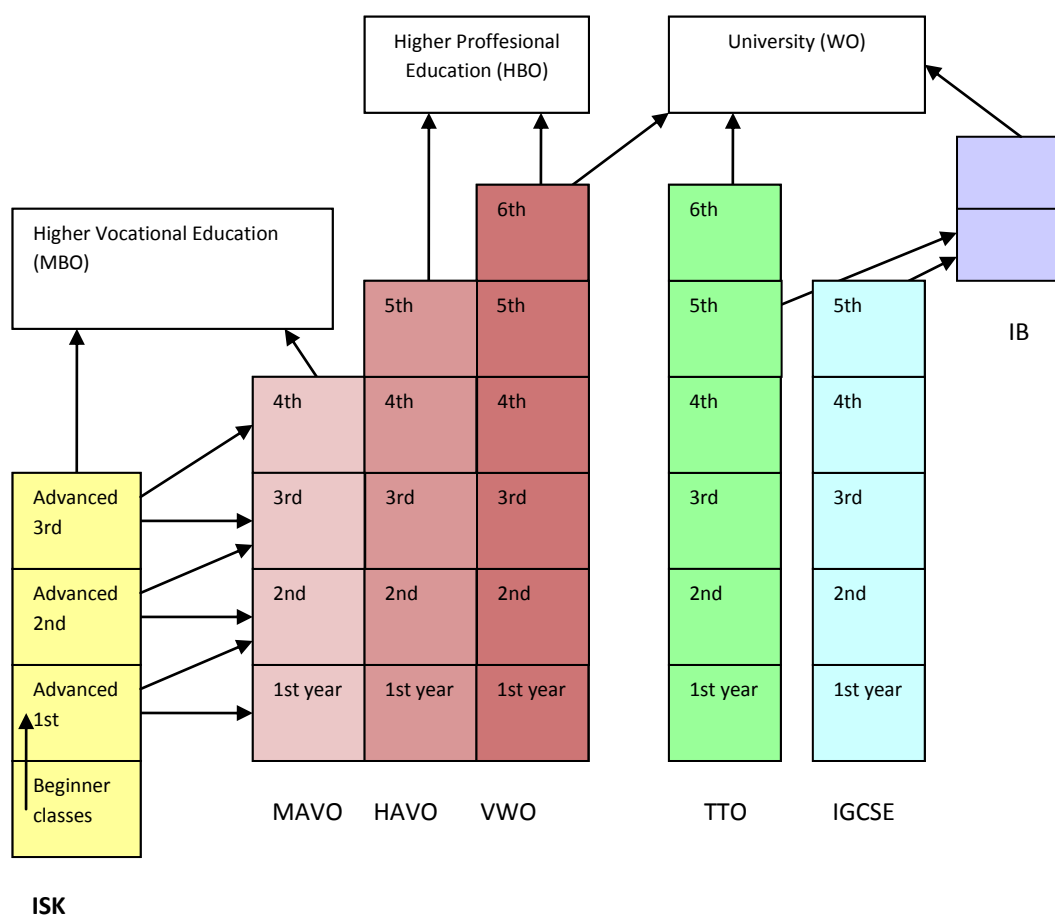 Higher Proffesional
Education (HBO)
University (WO)
Higher Vocational Education
(MBO)
6th
6th
5th
5th
5th
5th
IB
4th
4th
4th
4th
4th
Advanced
3rd
3rd
3rd
3rd
3rd
3rd
Advanced
2nd
2nd
2nd
2nd
2nd
2nd
Advanced
1st
1st year
1st year
1st year
1st year
1st year
Beginner
classes
MAVO
HAVO
VWO
TTO
IGCSE
ISK